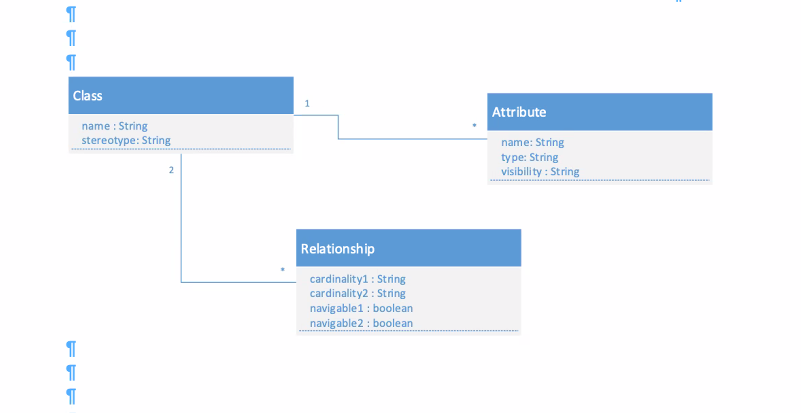 ¶
¶
¶
Class
name : String
stereotype: String
1
*
Attribute
name: String
type: String
visibility : String
2
*
Relationship
cardinality1 : String
cardinality2 : String
navigable1 : boolean
navigable2 : boolean
¶
¶
¶